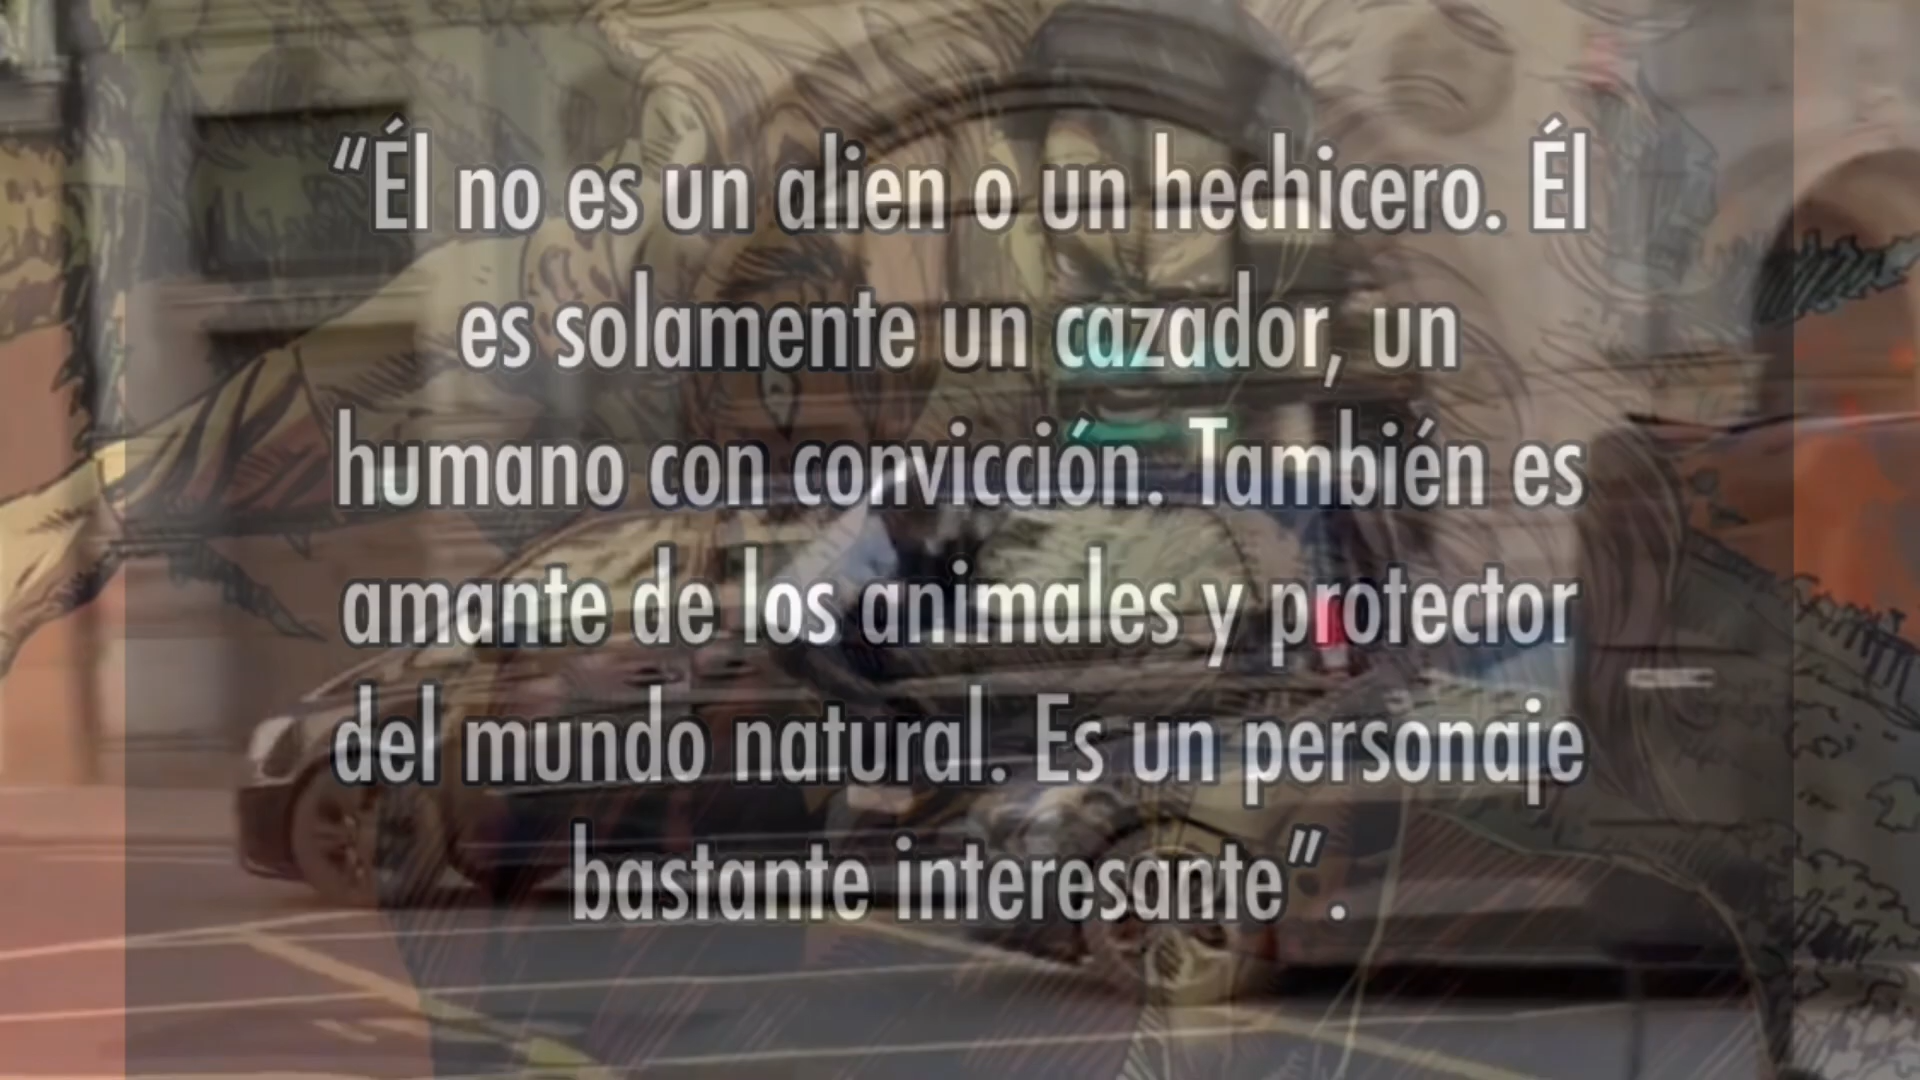 “Él no es un alien o un hechicero. Él
es solamente un cazador, un
humano con convicción. También es
amante de los animales y protector
del mundo natural. Es un personaje
bastante interesante”.